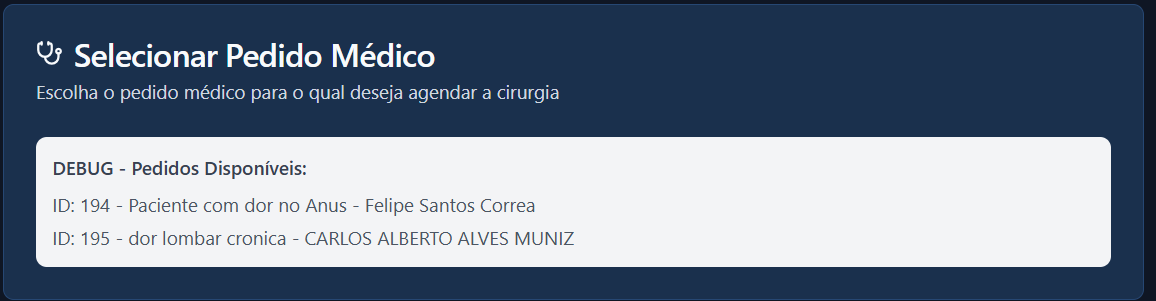 Selecionar Pedido Médico
Escolha o pedido médico para o qual deseja agendar a cirurgia
DEBUG - Pedidos Disponíveis:
ID: 194 - Paciente com dor no Anus - Felipe Santos Correa
ID: 195 - dor lombar cronica - CARLOS ALBERTO ALVES MUNIZ